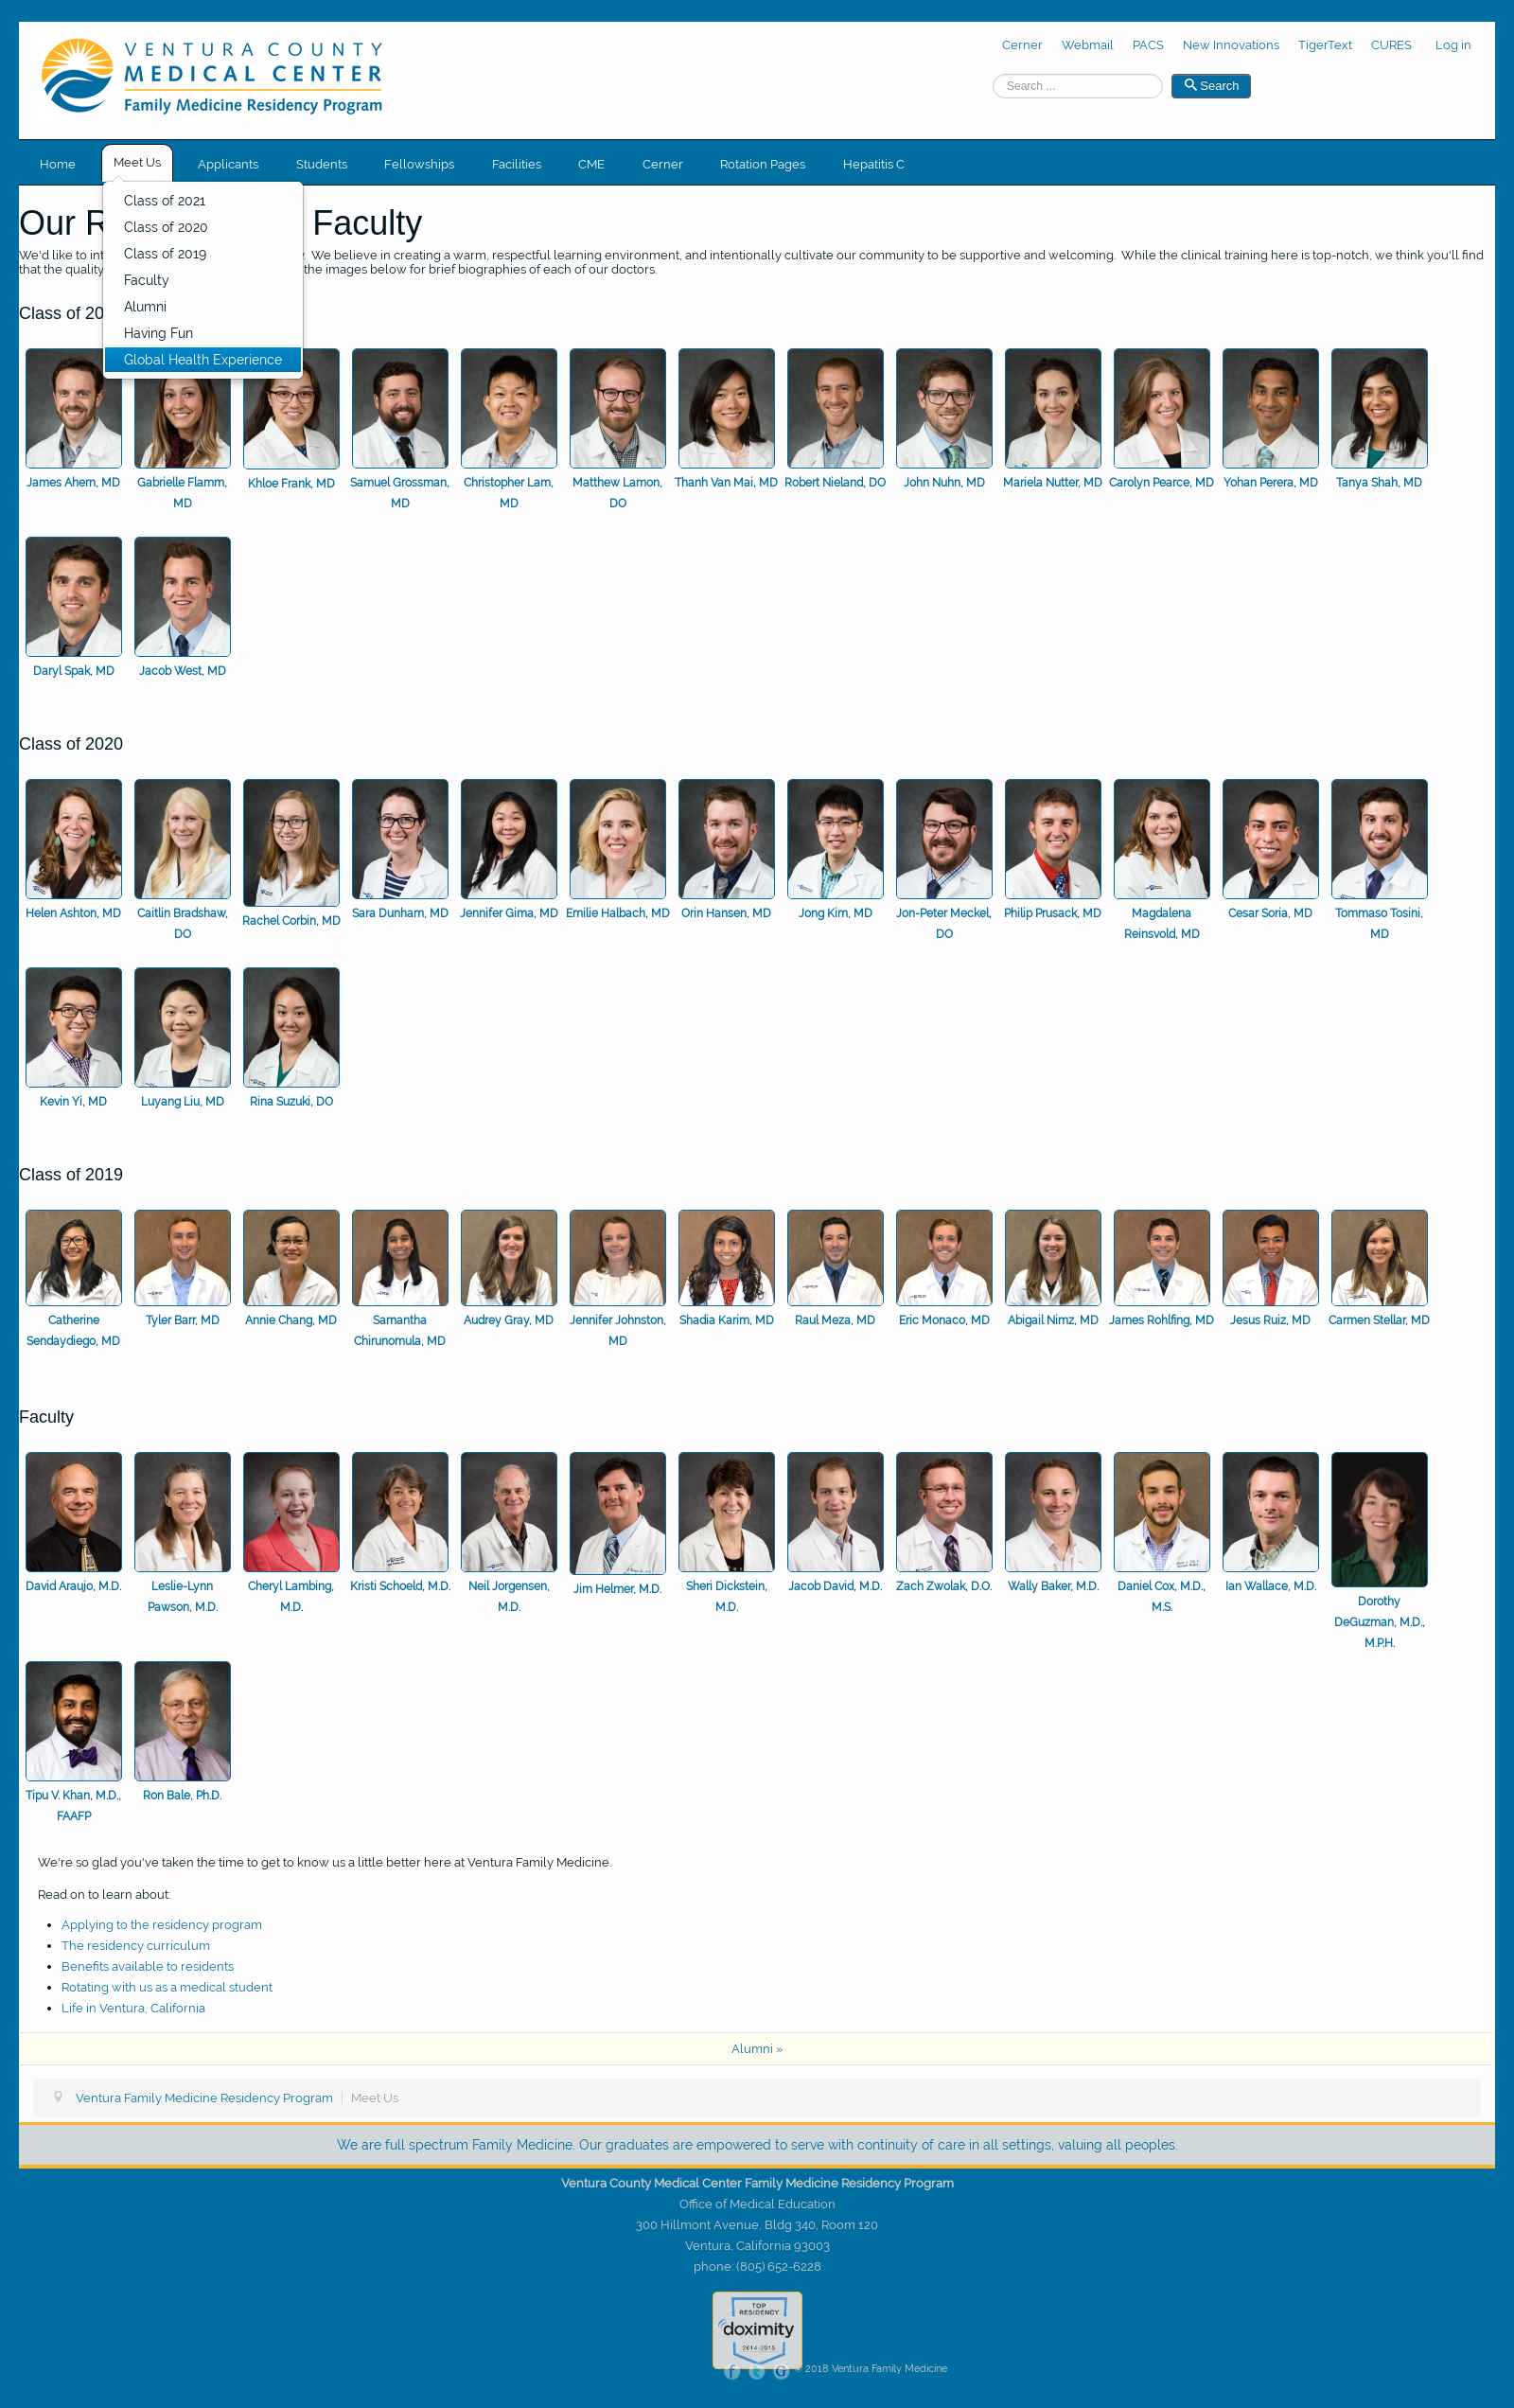 VENTURA COUNTY
MEDICAL CENTER
Family Medicine Residency Program
Cerner Webmail PACS New Innovations TigerText CURES Log in
Search ... Search
Home Meet Us Applicants Students Fellowships Facilities CME Cerner Rotation Pages Hepatitis C
Class of 2021
Class of 2020
Class of 2019
Faculty
Alumni
Having Fun
Global Health Experience
Our R Faculty
We'd like to We believe in creating a warm, respectful learning environment, and intentionally cultivate our community to be supportive and welcoming. While the clinical training here is top-notch, we think you'll find
that the quality the images below for brief biographies of each of our doctors.
Class of 20
James Ahern, MD Gabrielle Flamm, MD Khloe Frank, MD Samuel Grossman, MD Christopher Lam, MD Matthew Lamon, DO Thanh Van Mai, MD Robert Nieland, DO John Nuhn, MD Mariela Nutter, MD Carolyn Pearce, MD Yohan Perera, MD Tanya Shah, MD
Daryl Spak, MD Jacob West, MD
Class of 2020
Helen Ashton, MD Caitlin Bradshaw, DO Rachel Corbin, MD Sara Dunham, MD Jennifer Gima, MD Emilie Halbach, MD Orin Hansen, MD Jong Kim, MD Jon-Peter Meckel, DO Philip Prusack, MD Magdalena Reinsvold, MD Cesar Soria, MD Tommaso Tosini, MD
Kevin Yi, MD Luyang Liu, MD Rina Suzuki, DO
Class of 2019
Catherine Sendaydiego, MD Tyler Barr, MD Annie Chang, MD Samantha Chirunomula, MD Audrey Gray, MD Jennifer Johnston, MD Shadia Karim, MD Raul Meza, MD Eric Monaco, MD Abigail Nimz, MD James Rohlfing, MD Jesus Ruiz, MD Carmen Stellar, MD
Faculty
David Araujo, M.D. Leslie-Lynn Pawson, M.D. Cheryl Lambing, M.D. Kristi Schoeld, M.D. Neil Jorgensen, M.D. Jim Helmer, M.D. Sheri Dickstein, M.D. Jacob David, M.D. Zach Zwolak, D.O. Wally Baker, M.D. Daniel Cox, M.D., M.S. Ian Wallace, M.D. Dorothy DeGuzman, M.D., M.P.H.
Tipu V. Khan, M.D., FAAFP Ron Bale, Ph.D.
We're so glad you've taken the time to get to know us a little better here at Ventura Family Medicine.
Read on to learn about:
Applying to the residency program
The residency curriculum
Benefits available to residents
Rotating with us as a medical student
Life in Ventura, California
Alumni »
Ventura Family Medicine Residency Program | Meet Us
We are full spectrum Family Medicine. Our graduates are empowered to serve with continuity of care in all settings, valuing all peoples.
Ventura County Medical Center Family Medicine Residency Program
Office of Medical Education
300 Hillmont Avenue, Bldg 340, Room 120
Ventura, California 93003
phone: (805) 652-6228
TOP
RESIDENCY
doximity
2014-2015
f t G © 2018 Ventura Family Medicine